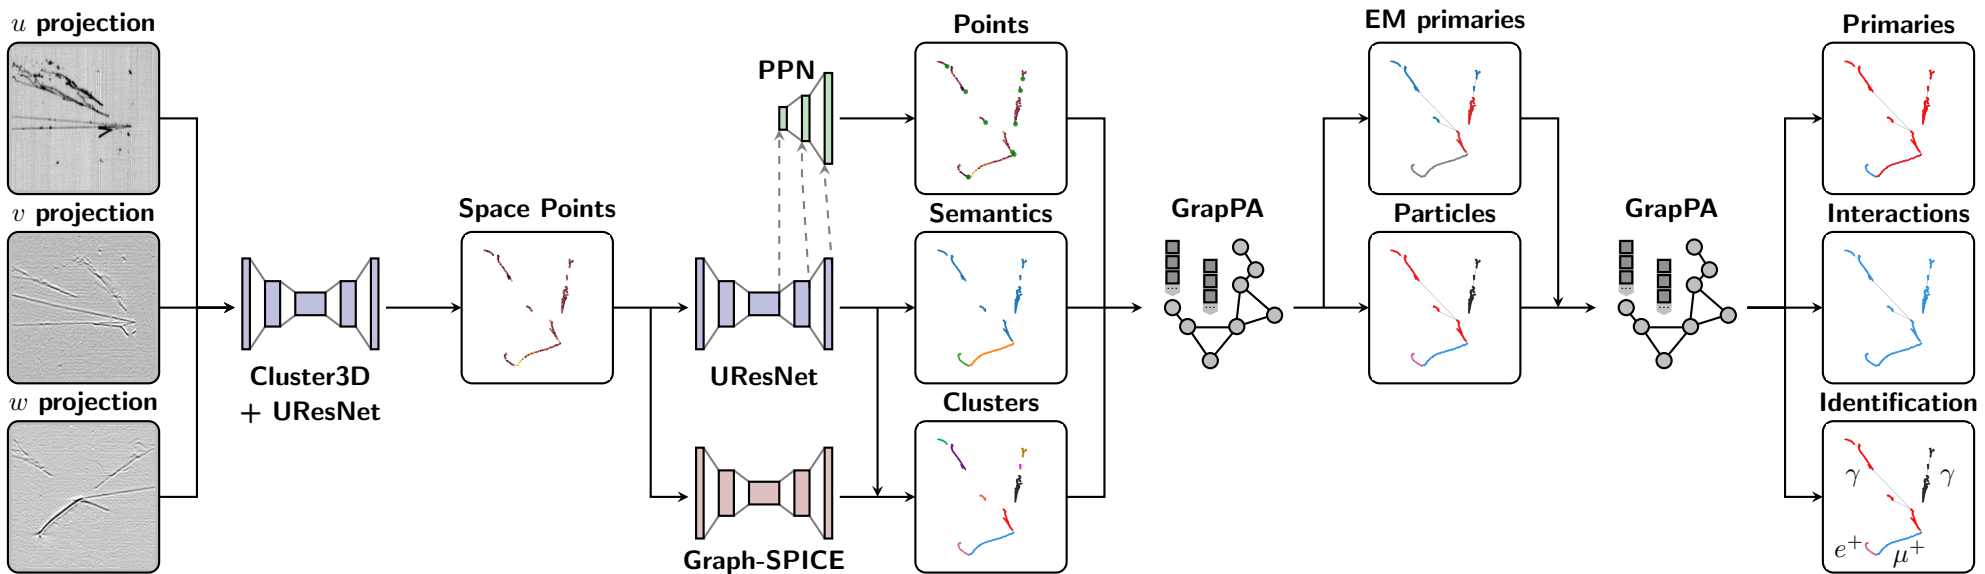 u projection
v projection
w projection
Cluster3D
+ UResNet
Space Points
PPN
UResNet
Graph-SPICE
Points
Semantics
Clusters
GrapPA
...
...
EM primaries
Particles
GrapPA
...
...
Primaries
Interactions
Identification
γ
γ
e⁺
μ⁺